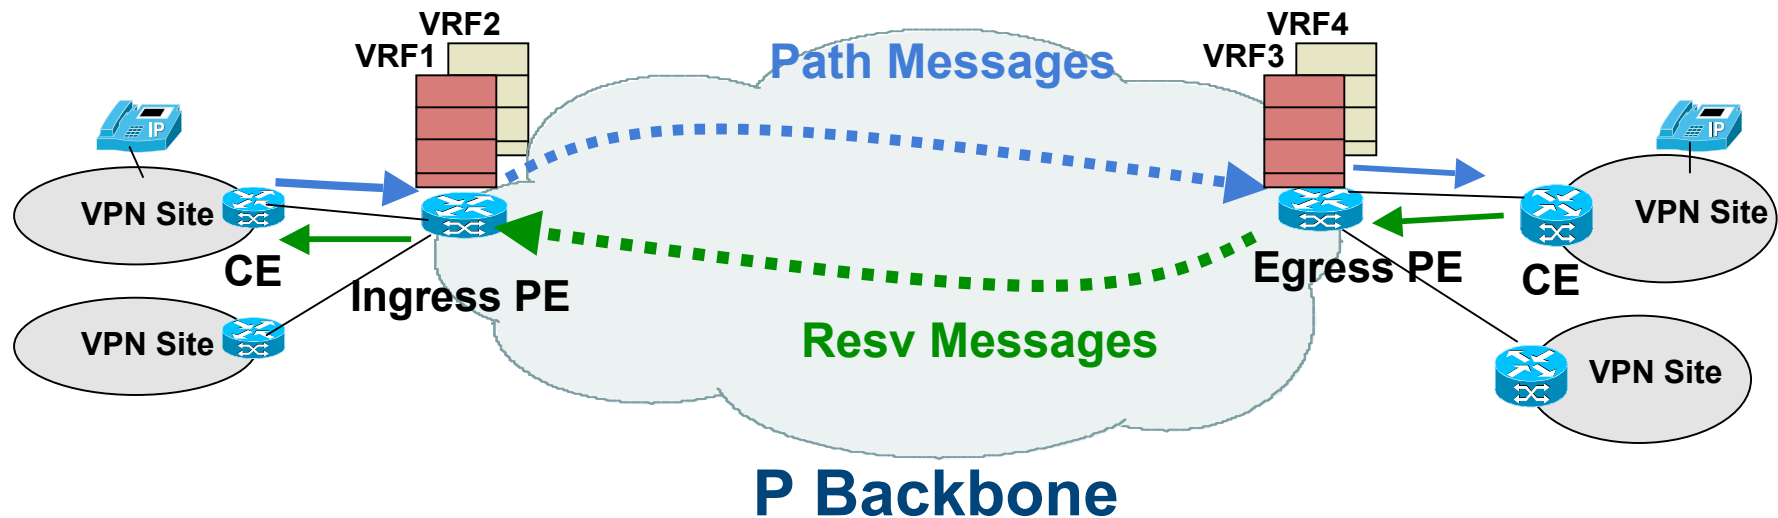 VRF2
VRF4
VRF1
Path Messages
VRF3
IP
IP
VPN Site
VPN Site
CE
Egress PE
CE
Ingress PE
VPN Site
Resv Messages
VPN Site
P Backbone